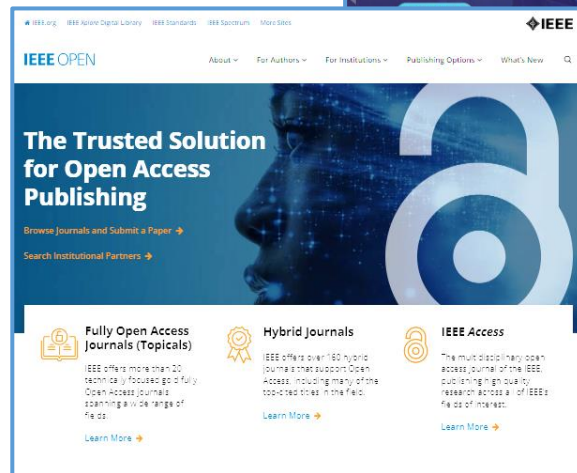 IEEE.org IEEE Xplore Digital Library IEEE Standards IEEE Spectrum More Sites
IEEE
IEEE OPEN
About For Authors For Institutions Publishing Options What's New
The Trusted Solution
for Open Access
Publishing
Browse Journals and Submit a Paper →
Search Institutional Partners →
Fully Open Access
Journals (Topicals)
IEEE offers more than 20
technically focused gold fully
Open Access journals
spanning a wide range of
fields.
Learn More →
Hybrid Journals
IEEE offers over 160 hybrid
journals that support Open
Access, including many of the
top-cited titles in the field.
Learn More →
IEEE Access
The multidisciplinary open
access journal of the IEEE,
publishing high quality
research across all of IEEE's
fields of interest.
Learn More →